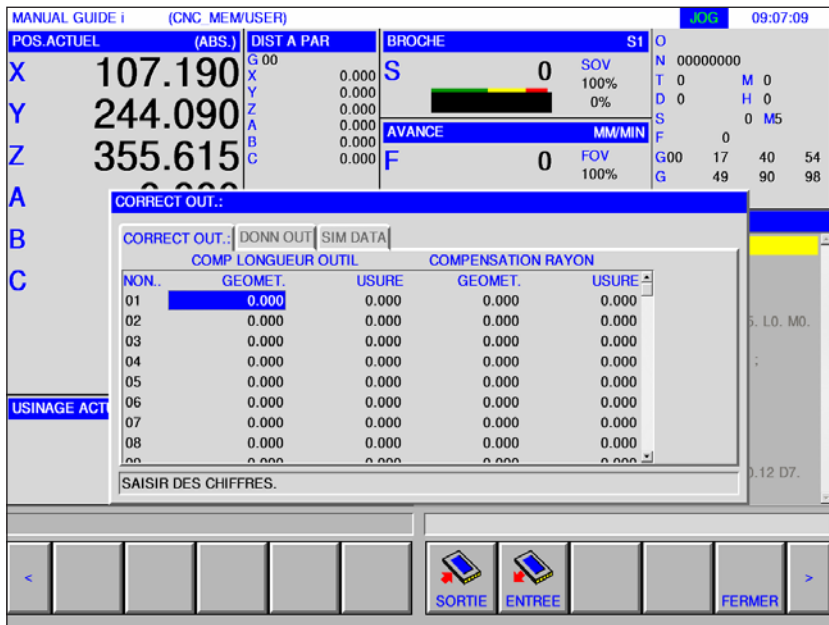 MANUAL GUIDE i (CNC_MEM/USER) JOG 09:07:09
POS.ACTUEL (ABS.) DIST A PAR BROCHE S1 O
G 00 N 00000000
X 107.190 X 0.000 S 0 SOV 100% T 0 M 0
Y 244.090 Y 0.000 0% D 0 H 0
Z 0.000 S 0 M5
A 0.000 AVANCE MM/MIN F 0
Z 355.615 B 0.000 F 0 FOV G00 17 40 54
C 0.000 100% G 49 90 98
A
CORRECT OUT.:
B CORRECT OUT.: DONN OUT SIM DATA
COMP LONGUEUR OUTIL COMPENSATION RAYON
C NON.. GEOMET. USURE GEOMET. USURE
01 0.000 0.000 0.000 0.000
02 0.000 0.000 0.000 0.000 L0. M0.
03 0.000 0.000 0.000 0.000
04 0.000 0.000 0.000 0.000 ;
05 0.000 0.000 0.000 0.000
06 0.000 0.000 0.000 0.000
USINAGE
07 0.000 0.000 0.000 0.000
08 0.000 0.000 0.000 0.000
SAISIR DES CHIFFRES. D7.
< SORTIE ENTREE FERMER >